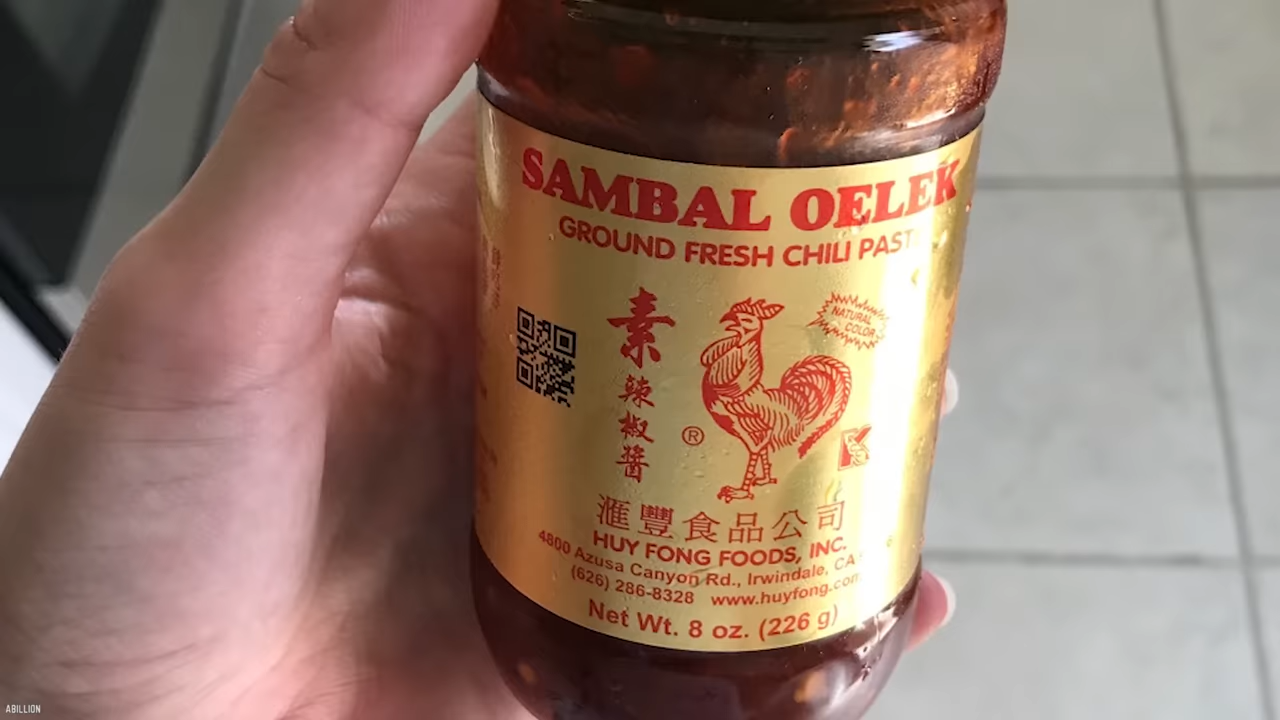 SAMBAL OELEK
GROUND FRESH CHILI PASTE
NATURAL
COLOR
素辣椒醬
®
K
滙豐食品公司
HUY FONG FOODS, INC.
4800 Azusa Canyon Rd., Irwindale, CA
(626) 286-8328 www.huyfong.com
Net Wt. 8 oz. (226 g)
ABILLION